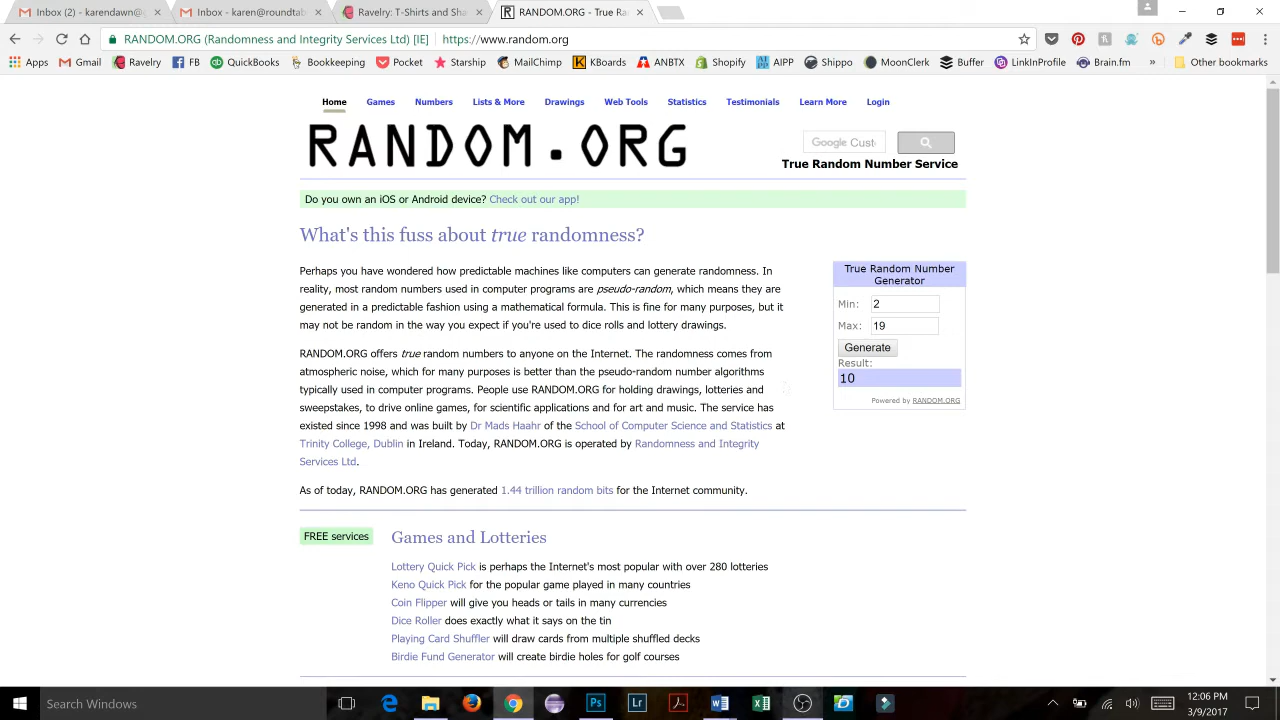 Inbox (2) - kendawn@
Inbox - karen@roundtab
Ravelry: T-Shirts and Sha
RANDOM.ORG - True Ra
RANDOM.ORG (Randomness and Integrity Services Ltd) [IE]
https://www.random.org
Apps Gmail Ravelry FB QuickBooks Bookkeeping Pocket Starship MailChimp KBoards ANBTX Shopify AIPP Shippo MoonClerk Buffer LinkInProfile Brain.fm » Other bookmarks
Home Games Numbers Lists & More Drawings Web Tools Statistics Testimonials Learn More Login
RANDOM.ORG
Google Cust
True Random Number Service
Do you own an iOS or Android device? Check out our app!
What's this fuss about true randomness?
Perhaps you have wondered how predictable machines like computers can generate randomness. In
reality, most random numbers used in computer programs are pseudo-random, which means they are
generated in a predictable fashion using a mathematical formula. This is fine for many purposes, but it
may not be random in the way you expect if you're used to dice rolls and lottery drawings.
RANDOM.ORG offers true random numbers to anyone on the Internet. The randomness comes from
atmospheric noise, which for many purposes is better than the pseudo-random number algorithms
typically used in computer programs. People use RANDOM.ORG for holding drawings, lotteries and
sweepstakes, to drive online games, for scientific applications and for art and music. The service has
existed since 1998 and was built by Dr Mads Haahr of the School of Computer Science and Statistics at
Trinity College, Dublin in Ireland. Today, RANDOM.ORG is operated by Randomness and Integrity
Services Ltd.
As of today, RANDOM.ORG has generated 1.44 trillion random bits for the Internet community.
True Random Number
Generator
Min: 2
Max: 19
Generate
Result:
10
Powered by RANDOM.ORG
FREE services
Games and Lotteries
Lottery Quick Pick is perhaps the Internet's most popular with over 280 lotteries
Keno Quick Pick for the popular game played in many countries
Coin Flipper will give you heads or tails in many currencies
Dice Roller does exactly what it says on the tin
Playing Card Shuffler will draw cards from multiple shuffled decks
Birdie Fund Generator will create birdie holes for golf courses
Search Windows
12:06 PM
3/9/2017